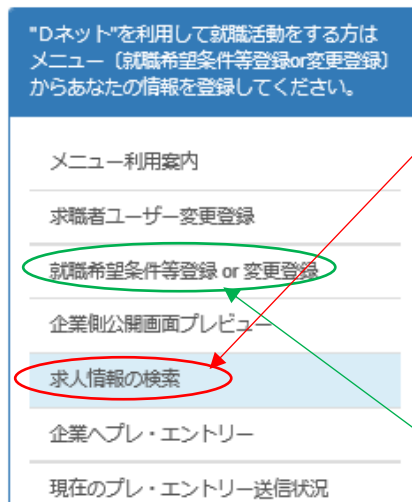 "Dネット"を利用して就職活動をする方は
メニュー〔就職希望条件等登録or変更登録〕
からあなたの情報を登録してください。
メニュー利用案内
求職者ユーザー変更登録
就職希望条件等登録 or 変更登録
企業側公開画面プレビュー
求人情報の検索
企業へプレ・エントリー
現在のプレ・エントリー送信状況